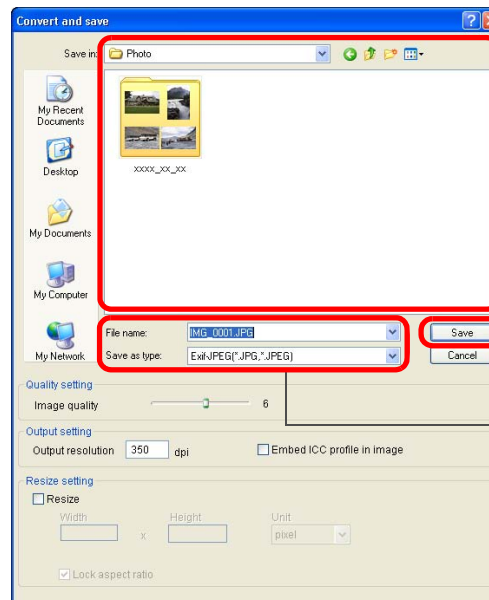 Convert and save
Save in: Photo
My Recent
Documents
xxxx_xx_xx
Desktop
My Documents
My Computer
My Network
File name: IMG_0001.JPG Save
Save as type: Exif-JPEG(*.JPG,*.JPEG) Cancel
Quality setting
Image quality 6
Output setting
Output resolution 350 dpi Embed ICC profile in image
Resize setting
Resize
Width Height Unit
x pixel
Lock aspect ratio